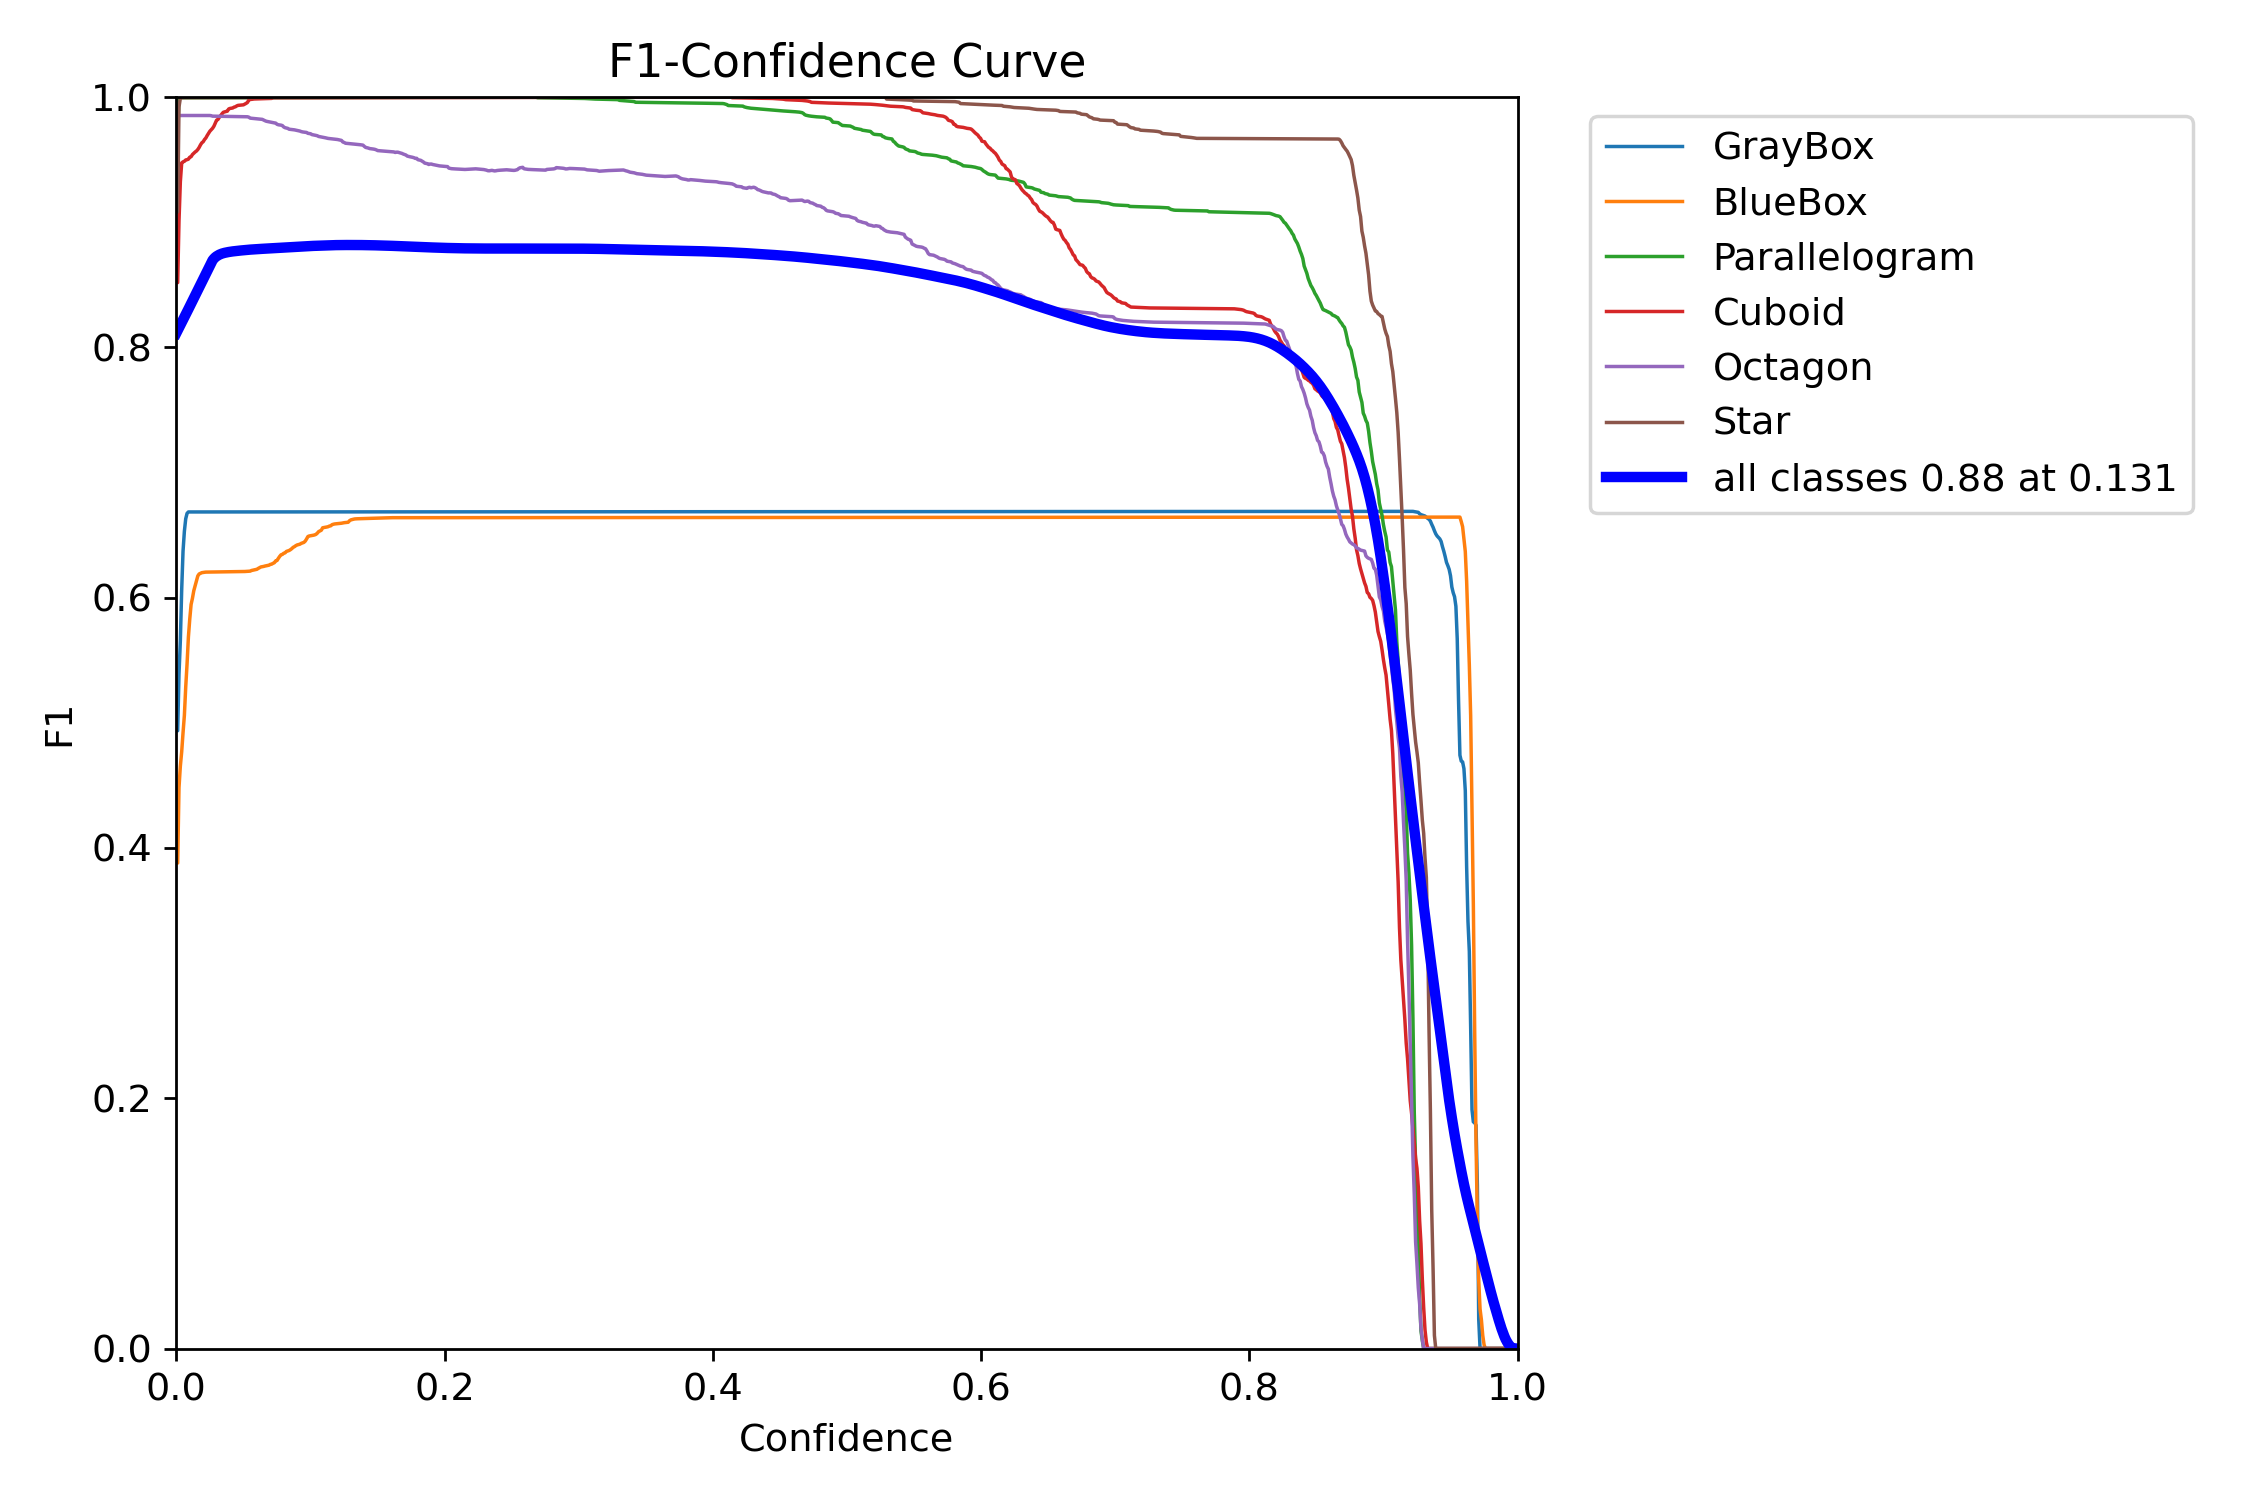 F1-Confidence Curve
1.0
0.8
0.6
0.4
0.2
0.0
F1
0.0 0.2 0.4 0.6 0.8 1.0
Confidence
GrayBox
BlueBox
Parallelogram
Cuboid
Octagon
Star
all classes 0.88 at 0.131